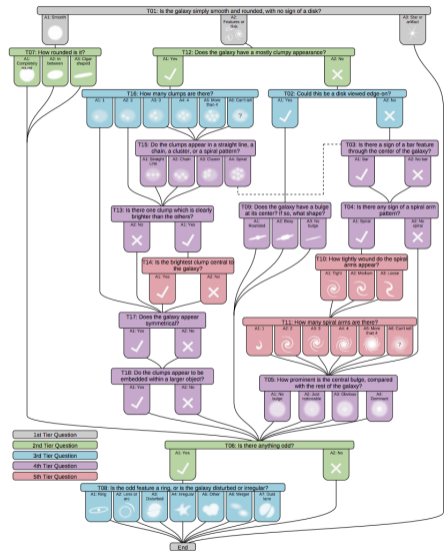 T01: Is the galaxy simply smooth and rounded, with no sign of a disk?
A1: Smooth
A2:
Features or
A3: Star or
artifact
T07: How rounded is it?
A1:
Completely
A2: In
between
A3: Cigar
shaped
T12: Does the galaxy have a mostly clumpy appearance?
A1: Yes
A2: No
T16: How many clumps are there?
A1: 1
A2: 2
A3: 3
A4: 4
A5: More
than 4
A6: Can't tell
?
T02: Could this be a disk viewed edge-on?
A1: Yes
A2: No
T15: Do the clumps appear in a straight line, a
chain, a cluster, or a spiral pattern?
A1: Straight
Line
A2: Chain
A3: Cluster
A4: Spiral
T03: Is there a sign of a bar feature
through the center of the galaxy?
A1: Bar
A2: No bar
T13: Is there one clump which is clearly
brighter than the others?
A2: No
A1: Yes
T09: Does the galaxy have a bulge
at its center? If so, what shape?
A1:
Rounded
A2: Boxy
A3: No
bulge
T04: Is there any sign of a spiral arm
pattern?
A1: Spiral
A2: No
spiral
T14: Is the brightest clump central to
the galaxy?
A1: Yes
A2: No
T10: How tightly wound do the spiral
arms appear?
A1: Tight
A2: Medium
A3: Loose
T17: Does the galaxy appear
symmetrical?
A1: Yes
A2: No
T11: How many spiral arms are there?
A1: 1
A2: 2
A3: 3
A4: 4
A5: More
than 4
A6: Can't tell
?
T18: Do the clumps appear to be
embedded within a larger object?
A1: Yes
A2: No
T05: How prominent is the central bulge, compared
with the rest of the galaxy?
A1: No
bulge
A2: Just
noticeable
A3: Obvious
A4:
Dominant
1st Tier Question
2nd Tier Question
3rd Tier Question
4th Tier Question
5th Tier Question
T06: Is there anything odd?
A1: Yes
A2: No
T08: Is the odd feature a ring, or is the galaxy disturbed or irregular?
A1: Ring
A2: Lens or
arc
A3:
Disturbed
A4: Irregular
A5: Other
A6: Merger
A7: Dust
lane
End